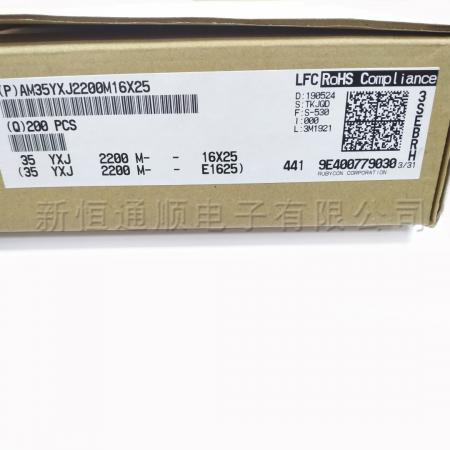 (P)AM35YXJ2200M16X25
LFC RoHS Compliance
D:190524
S:TKJQD
F:S-530
I:000
L:3M1921
3SEBRH
(Q)200 PCS
35 YXJ 2200 M- - 16X25
(35 YXJ 2200 M- - E1625)
441 9E400779030 3/31
RUBYCON CORPORATION
新恒通顺电子有限公司